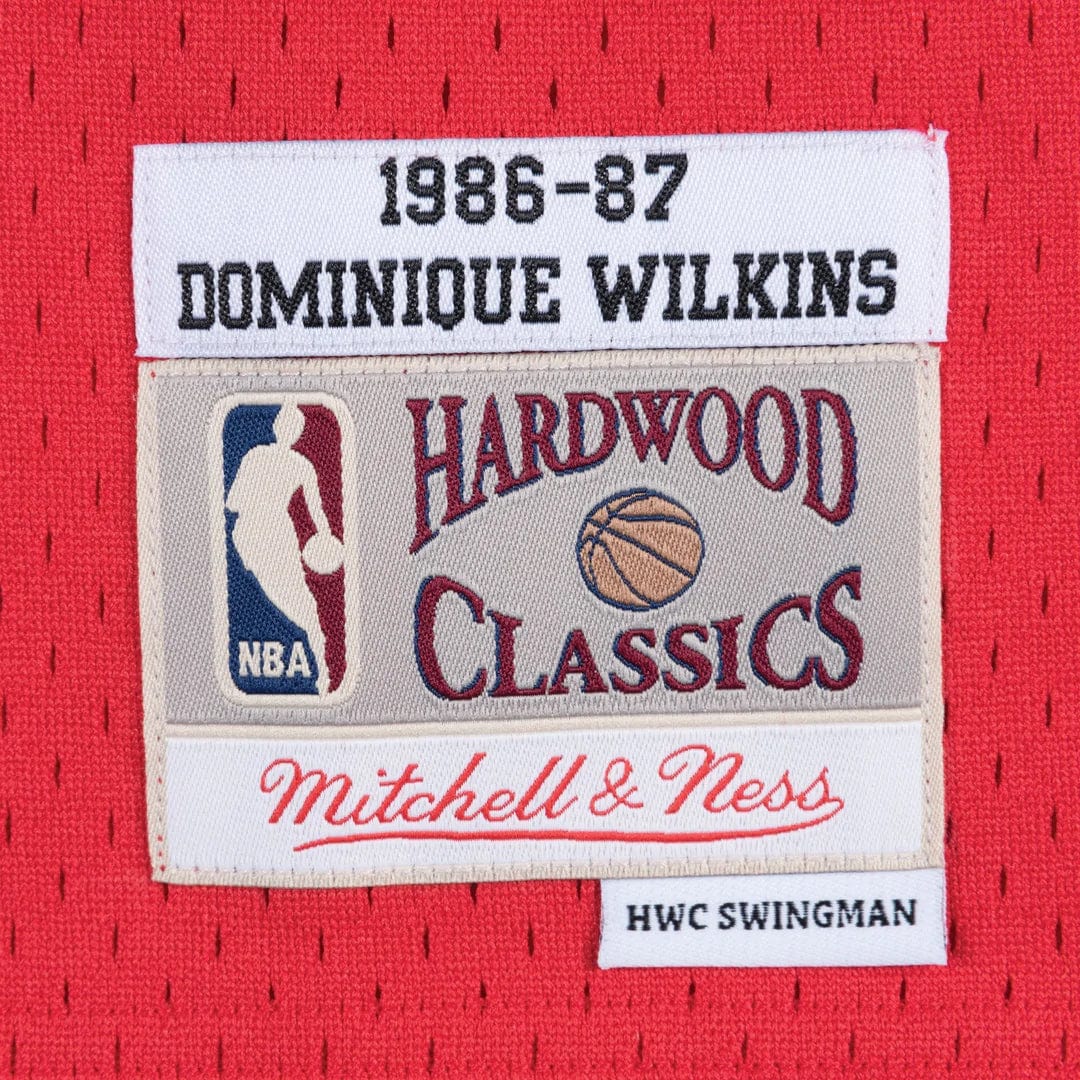 1986-87
DOMINIQUE WILKINS
HARDWOOD
CLASSICS
NBA
Mitchell & Ness
HWC SWINGMAN